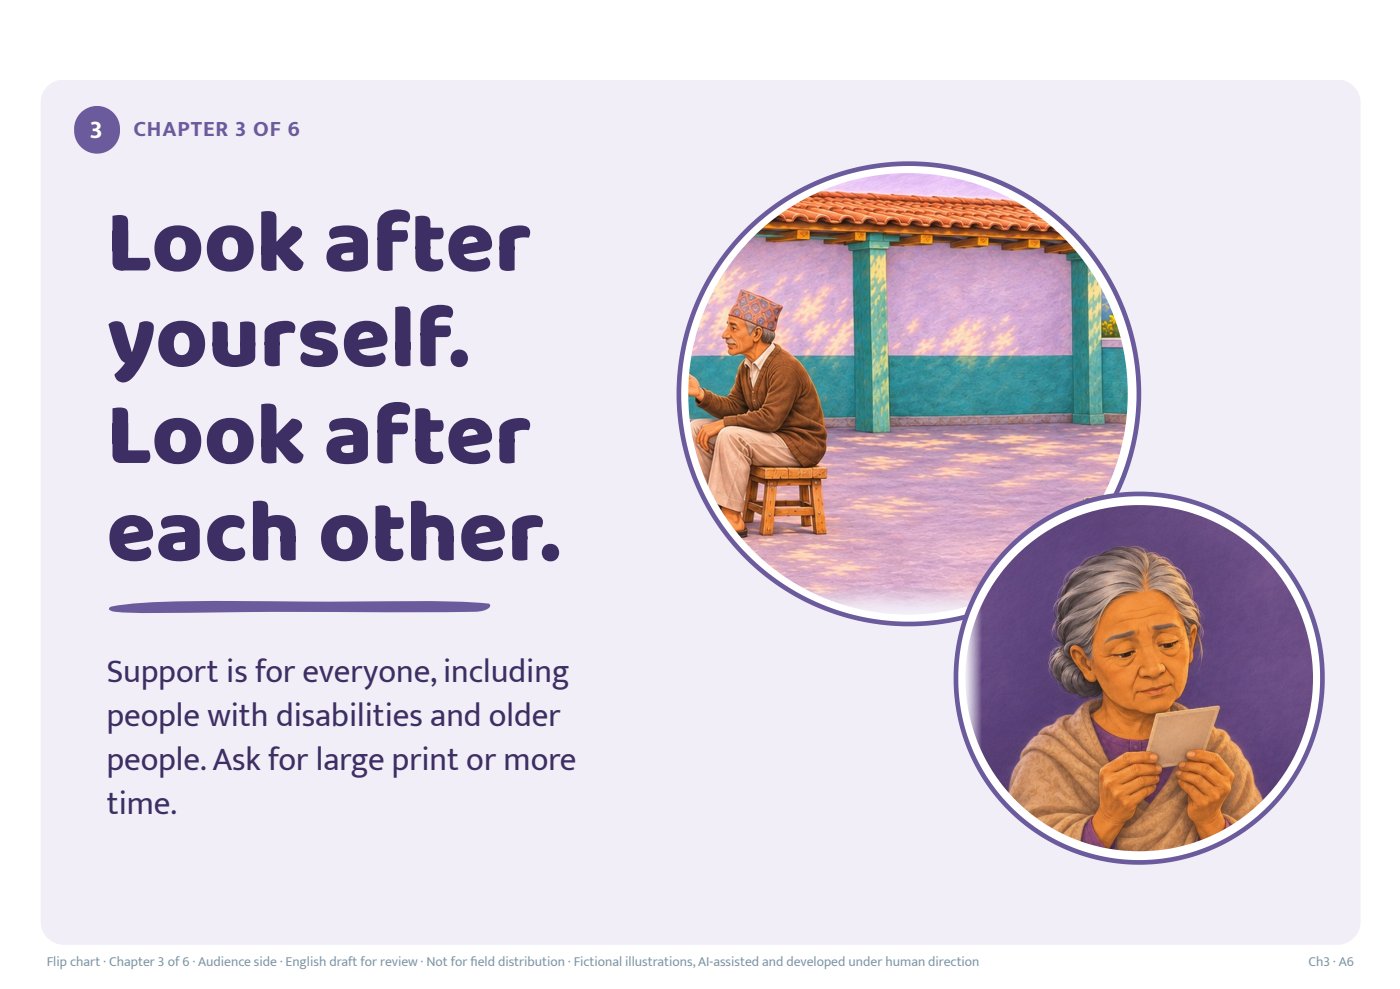 3 CHAPTER 3 OF 6
Look after
yourself.
Look after
each other.
Support is for everyone, including
people with disabilities and older
people. Ask for large print or more
time.
Flip chart · Chapter 3 of 6 · Audience side · English draft for review · Not for field distribution · Fictional illustrations, AI-assisted and developed under human direction
Ch3 · A6